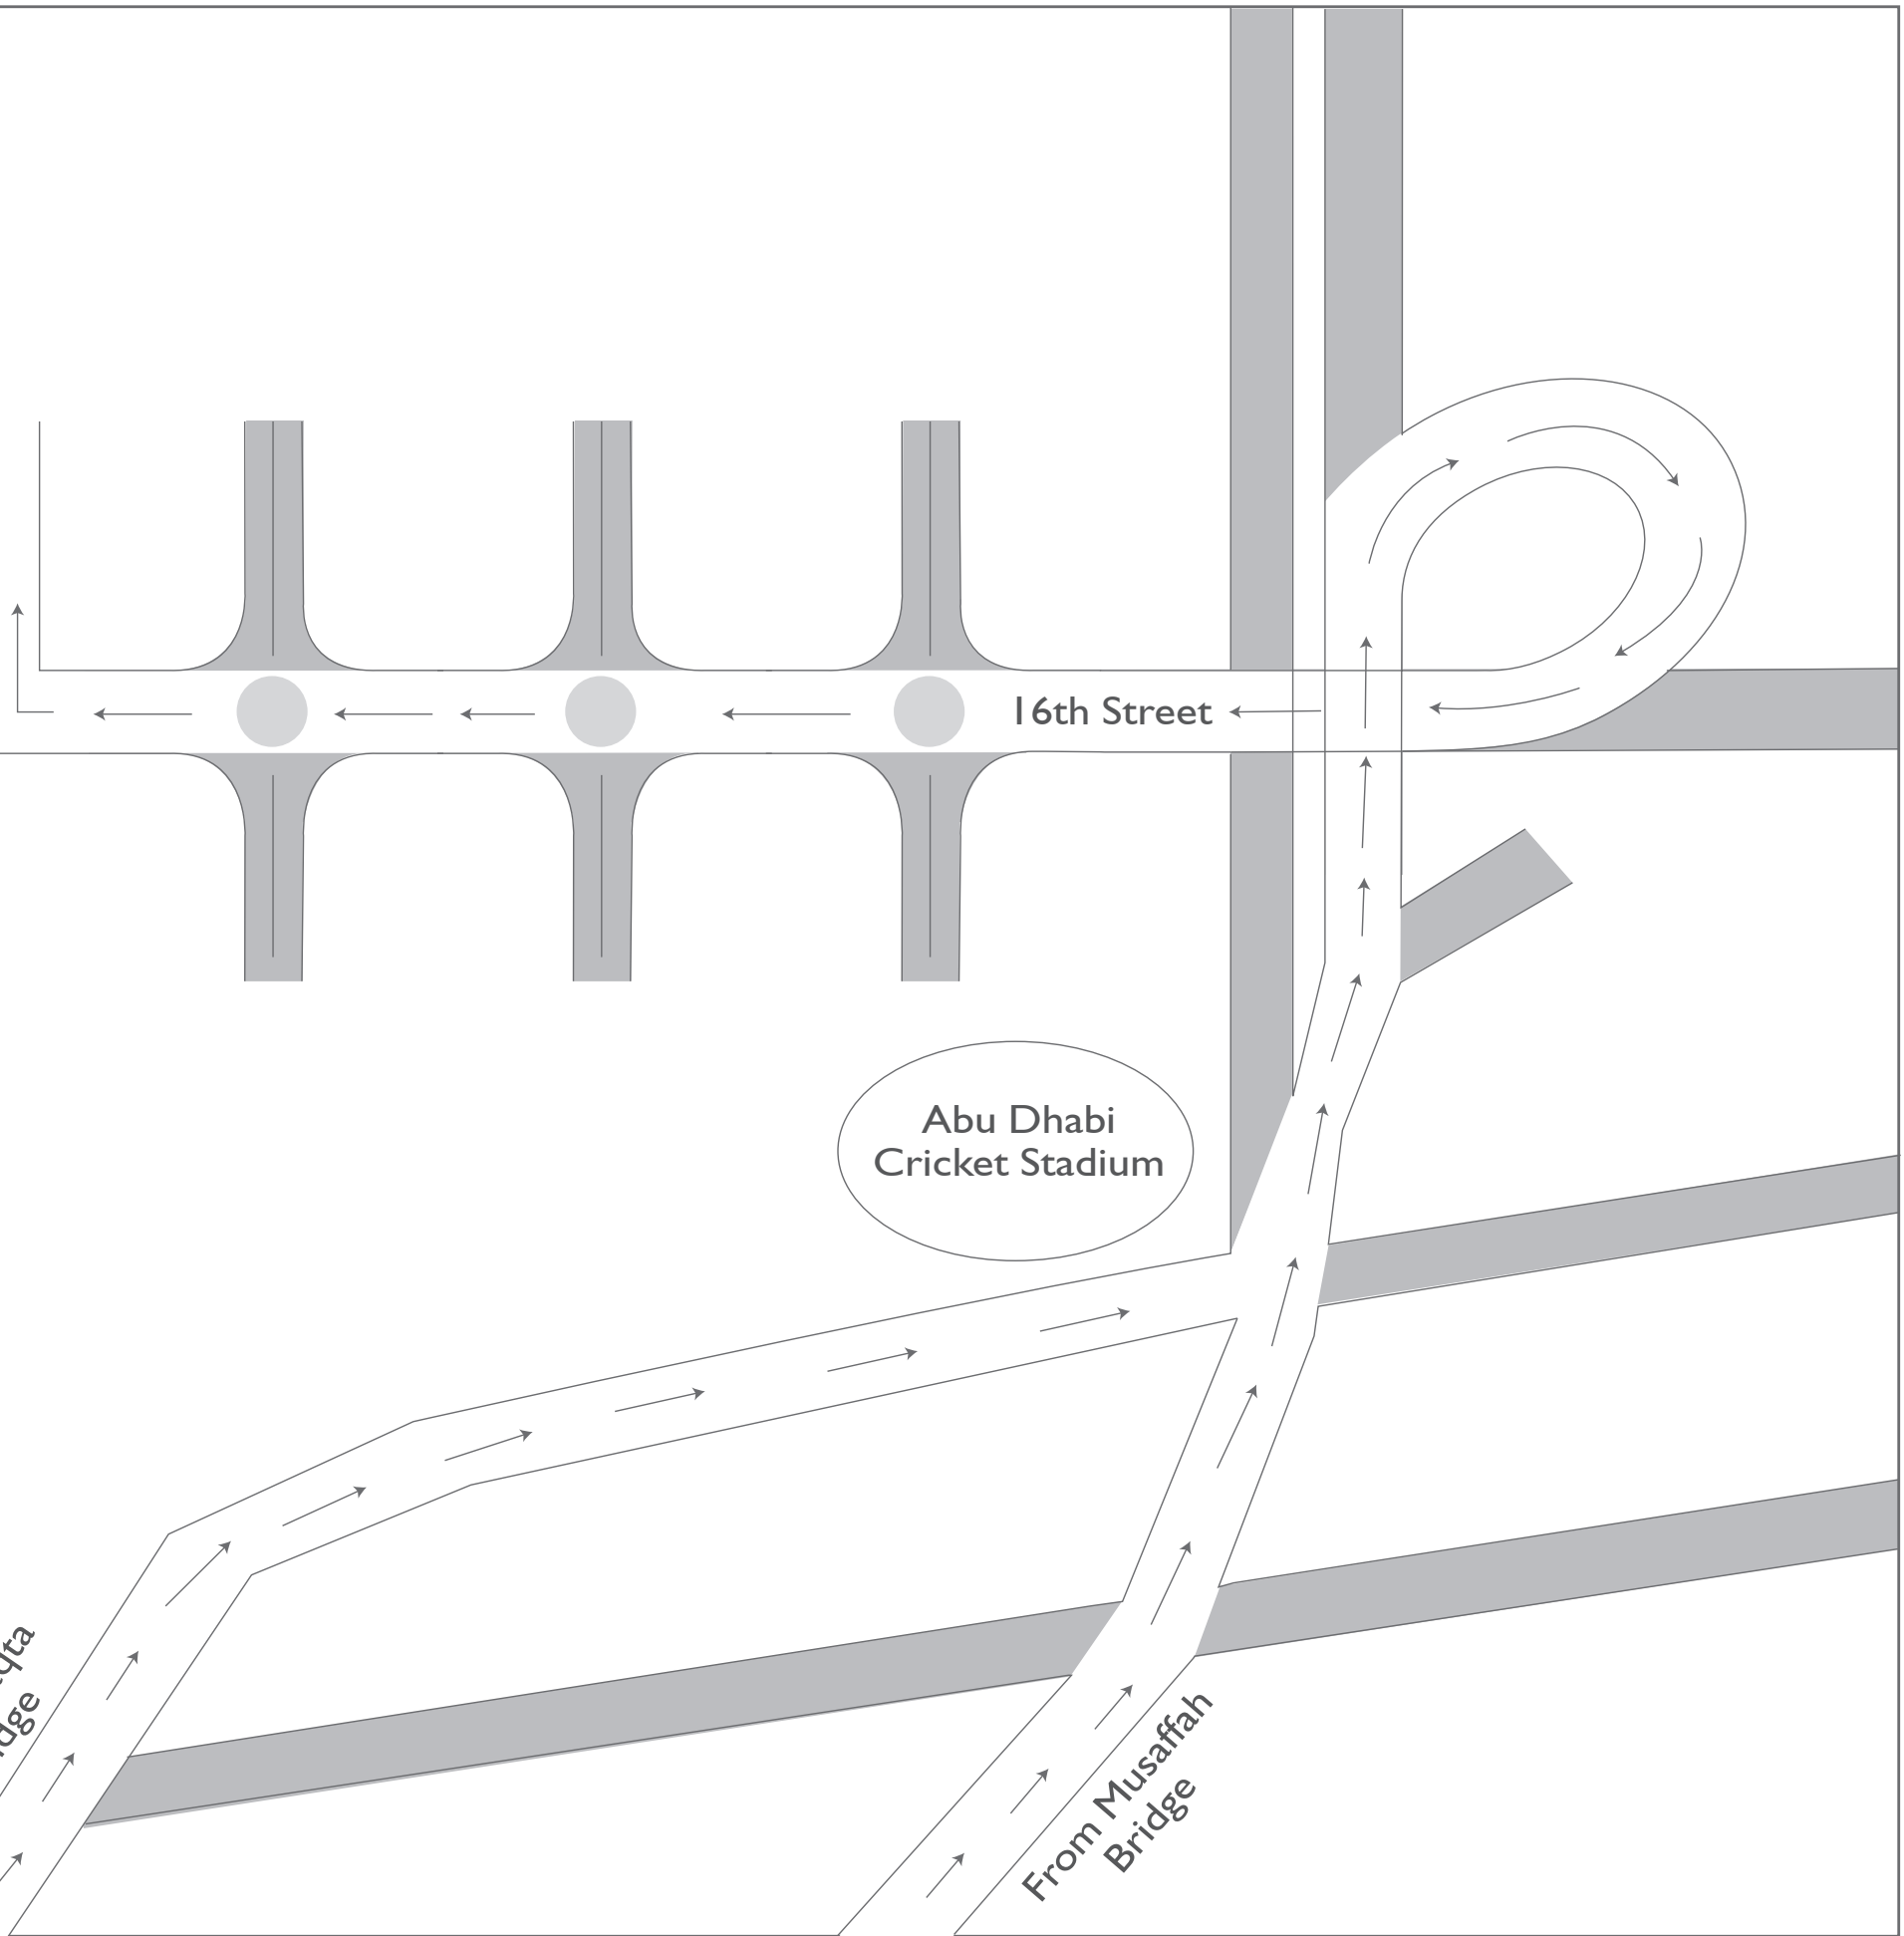 16th Street
Abu Dhabi
Cricket Stadium
From Musaffah
Bridge